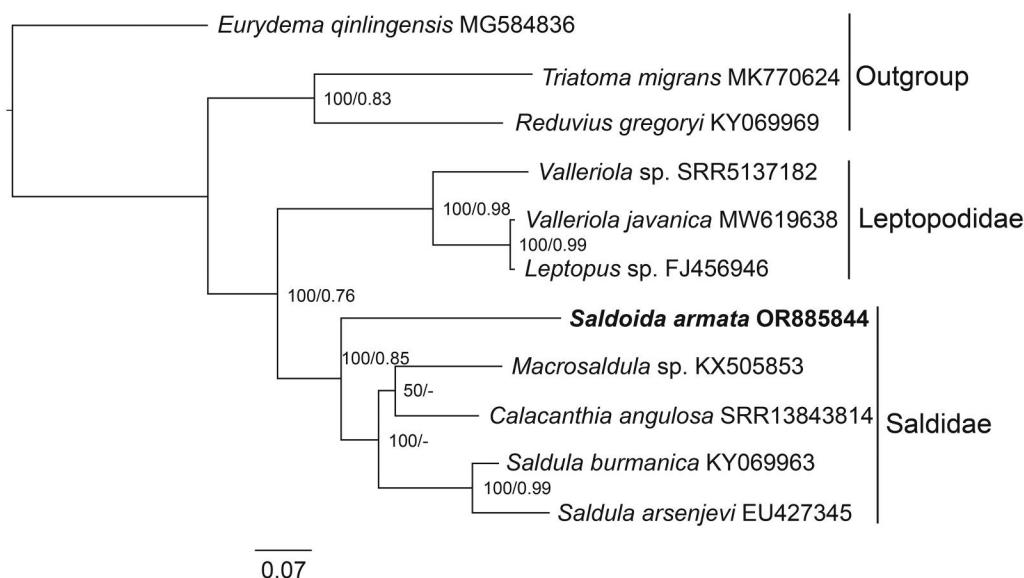 Eurydema qinlingensis MG584836
Triatoma migrans MK770624
Outgroup
100/0.83
Reduvius gregoryi KY069969
Valleriola sp. SRR5137182
100/0.98
Valleriola javanica MW619638
Leptopodidae
100/0.99
Leptopus sp. FJ456946
100/0.76
Saldoida armata OR885844
100/0.85
Macrosaldula sp. KX505853
50/-
Calacanthia angulosa SRR13843814
Saldidae
100/-
Saldula burmanica KY069963
100/0.99
Saldula arsenjevi EU427345
0.07